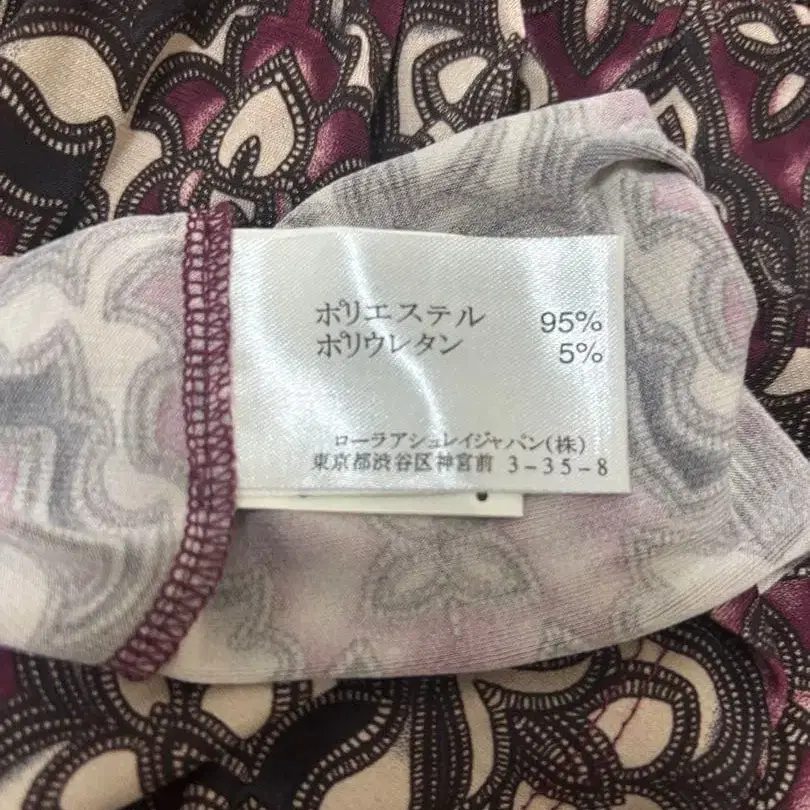 ポリエステル 95%
ポリウレタン 5%
ローラアシュレイジャパン(株)
東京都渋谷区神宮前 3-35-8